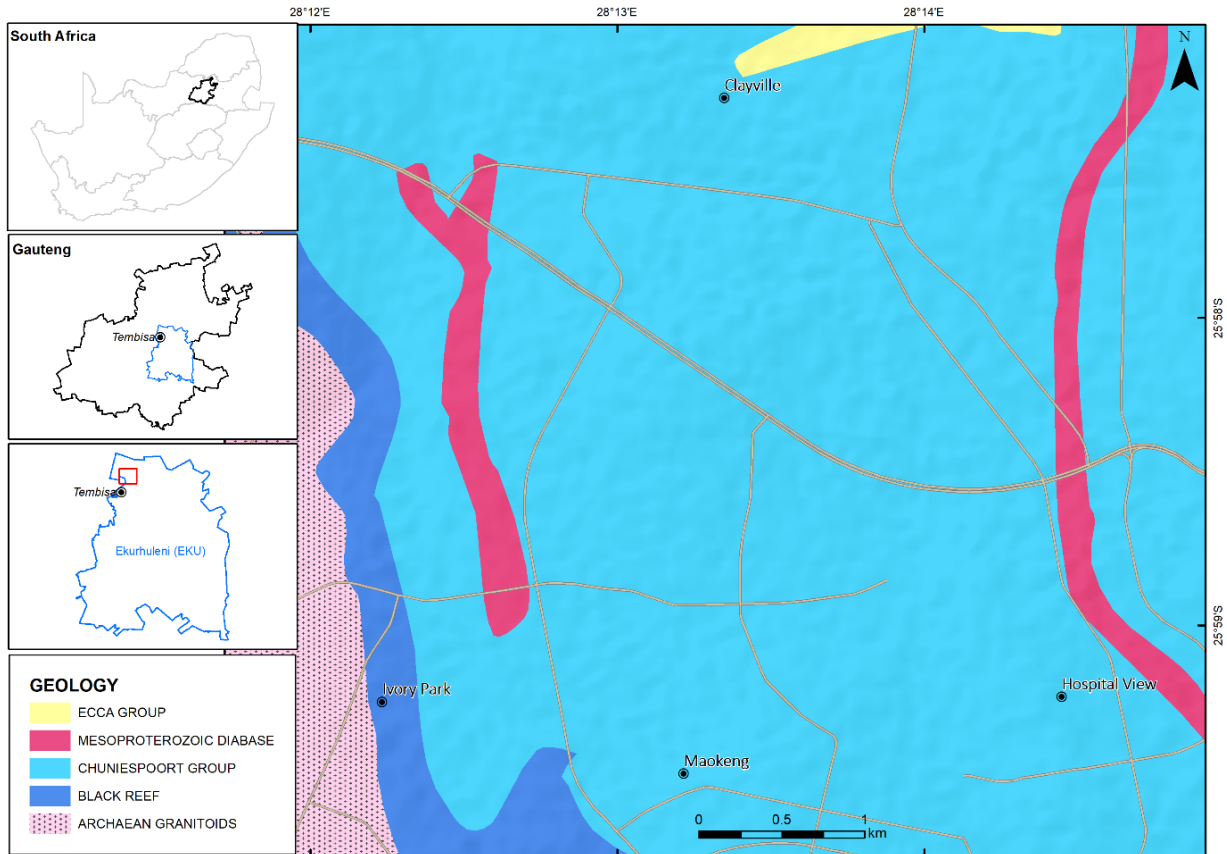 28°12'E
28°13'E
28°14'E
South Africa
N
Clayville
Gauteng
Tembisa
25°58'S
Tembisa
Ekurhuleni (EKU)
25°59'S
GEOLOGY
ECCA GROUP
MESOPROTEROZOIC DIABASE
CHUNIESPOORT GROUP
BLACK REEF
ARCHAEAN GRANITOIDS
Ivory Park
Hospital View
Maokeng
0 0.5 1
km